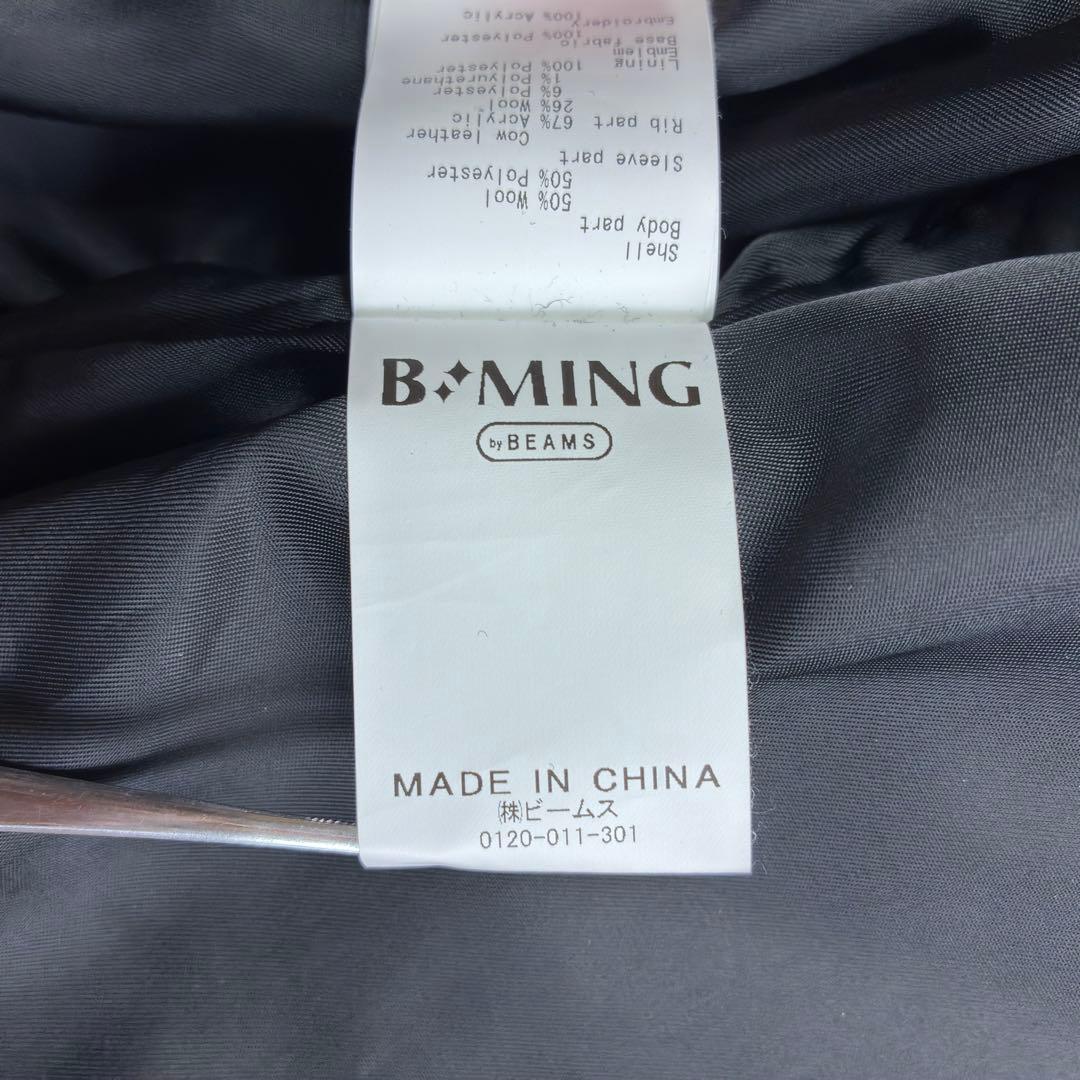 Shell
Body part
50% Wool
50% Polyester
Sleeve part
Cow leather
Rib part 67% Acrylic
26% Wool
6% Polyester
1% Polyurethane
Lining 100% Polyester
Emblem
Base fabric 100% Polyester
Embroidery 100% Acrylic
B MING
by BEAMS
MADE IN CHINA
㈱ビームス
0120-011-301